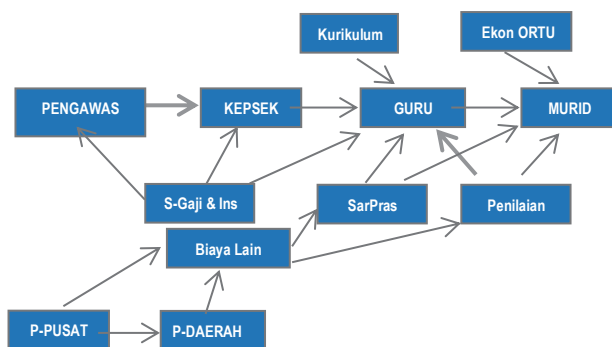 Kurikulum
Ekon ORTU
PENGAWAS
KEPSEK
GURU
MURID
S-Gaji & Ins
SarPras
Penilaian
Biaya Lain
P-PUSAT
P-DAERAH